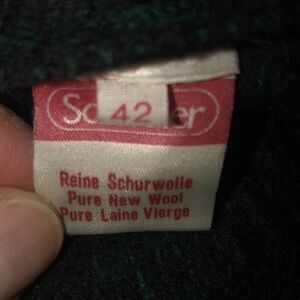 42
Reine Schurwolle
Pure New Wool
Pure Laine Vierge